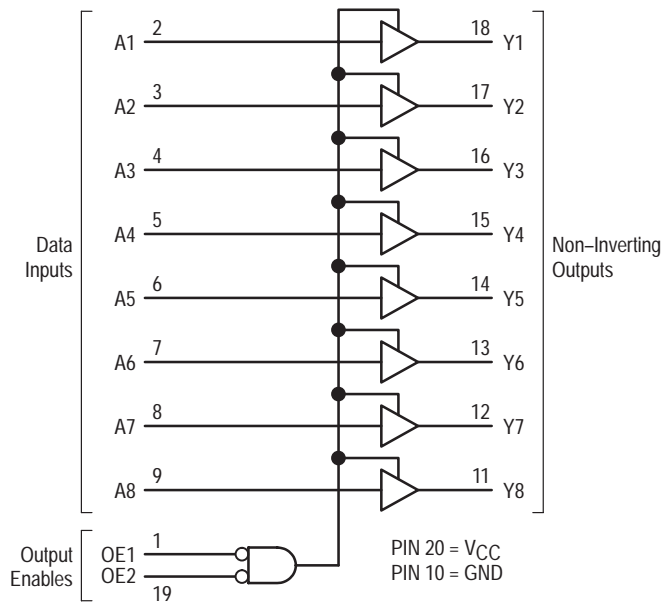 A1 2 18 Y1
A2 3 17 Y2
A3 4 16 Y3
A4 5 15 Y4
Data
Inputs
Non–Inverting
Outputs
A5 6 14 Y5
A6 7 13 Y6
A7 8 12 Y7
A8 9 11 Y8
Output
Enables
OE1 1
OE2 19
PIN 20 = VCC
PIN 10 = GND